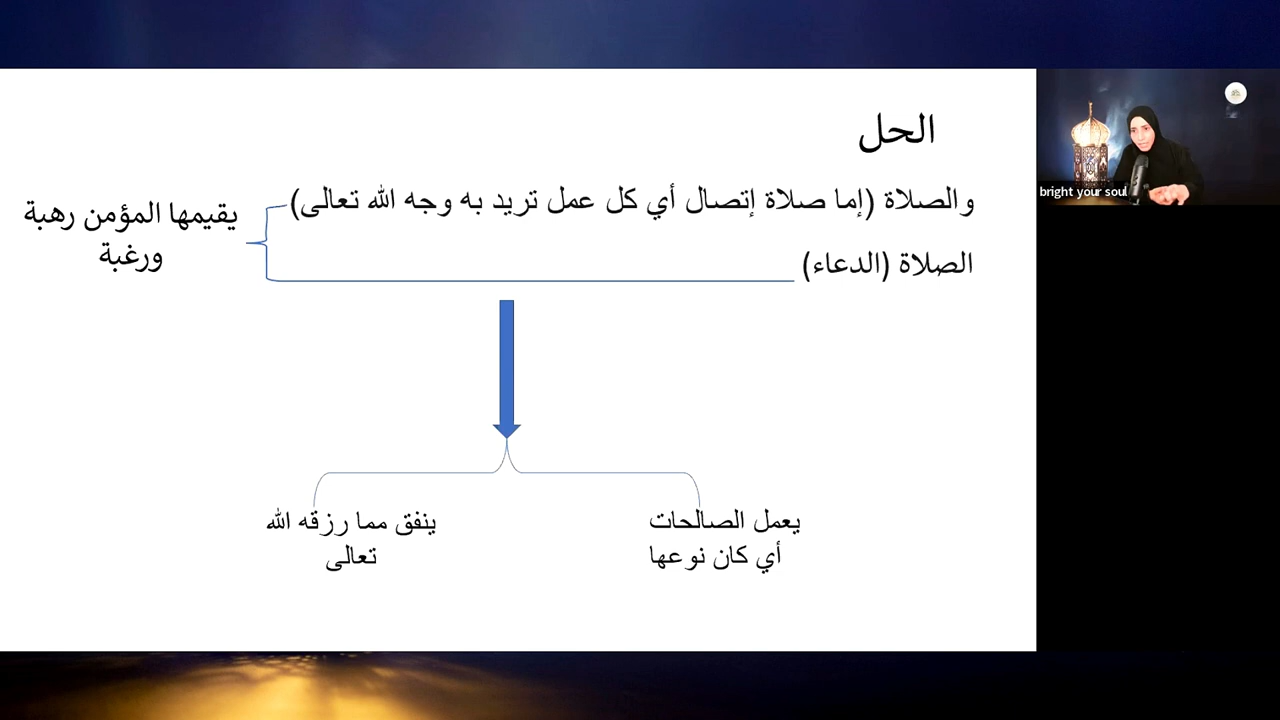 الحل
والصلاة (إما صلاة إتصال أي كل عمل تريد به وجه الله تعالى)
الصلاة (الدعاء)
يقيمها المؤمن رهبة
ورغبة
يعمل الصالحات
أي كان نوعها
ينفق مما رزقه الله
تعالى
bright your soul